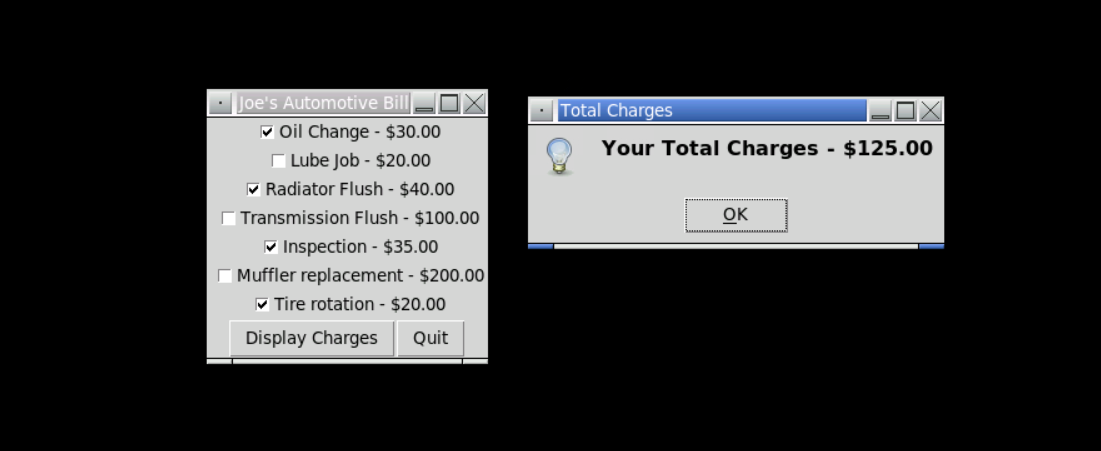 Joe's Automotive Bill
Oil Change - $30.00
Lube Job - $20.00
Radiator Flush - $40.00
Transmission Flush - $100.00
Inspection - $35.00
Muffler replacement - $200.00
Tire rotation - $20.00
Display Charges Quit
Total Charges
Your Total Charges - $125.00
OK